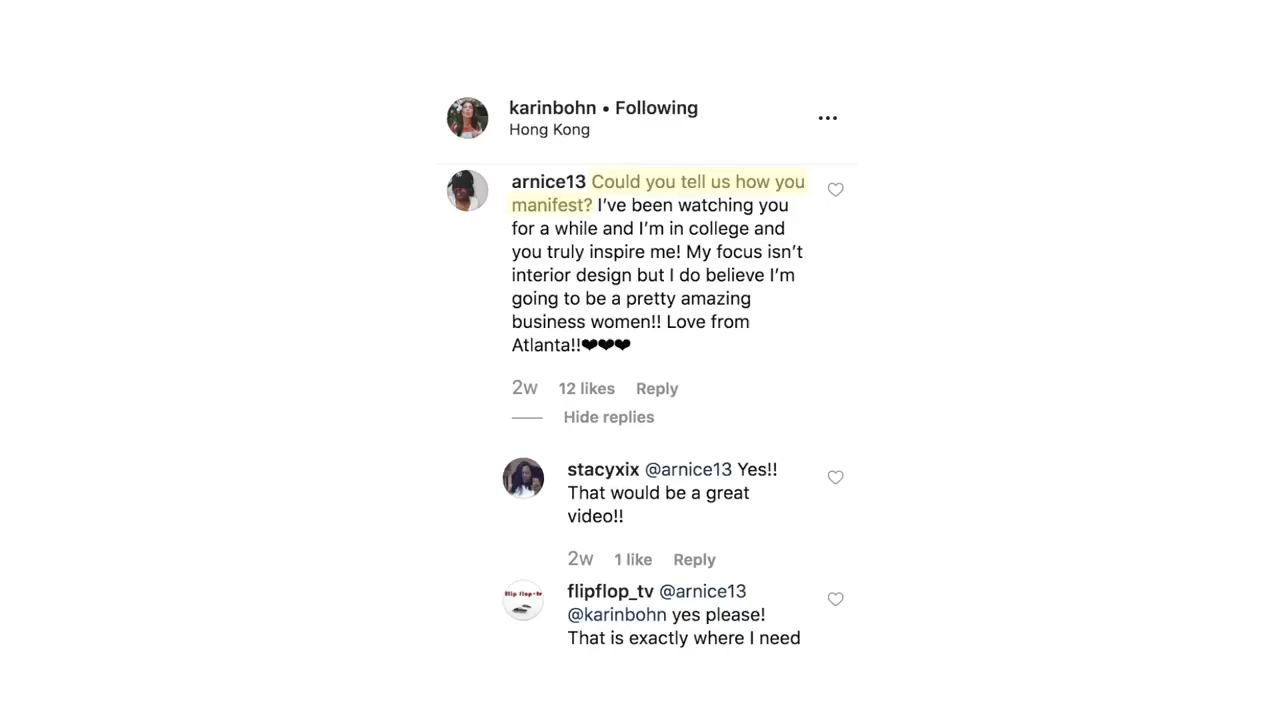 karinbohn • Following
Hong Kong
arnice13 Could you tell us how you
manifest? I’ve been watching you
for a while and I’m in college and
you truly inspire me! My focus isn’t
interior design but I do believe I’m
going to be a pretty amazing
business women!! Love from
Atlanta!!❤❤❤
2w 12 likes Reply
Hide replies
stacyxix @arnice13 Yes!!
That would be a great
video!!
2w 1 like Reply
flip flop-tv
flipflop_tv @arnice13
@karinbohn yes please!
That is exactly where I need